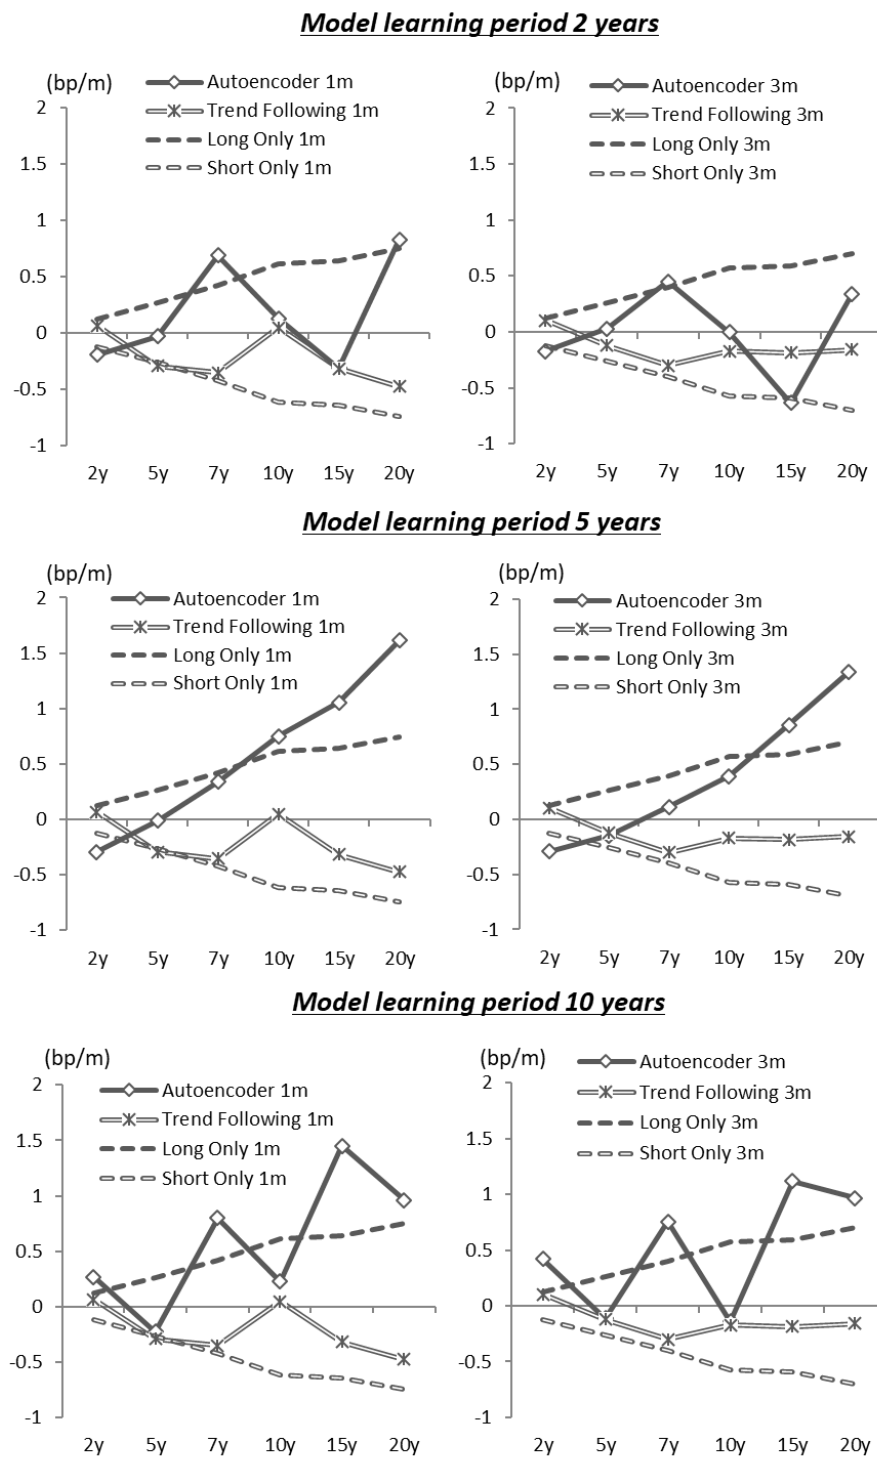 Model learning period 2 years
(bp/m)
Autoencoder 1m
Trend Following 1m
Long Only 1m
Short Only 1m
2
1.5
1
0.5
0
-0.5
-1
2y 5y 7y 10y 15y 20y
(bp/m)
Autoencoder 3m
Trend Following 3m
Long Only 3m
Short Only 3m
2
1.5
1
0.5
0
-0.5
-1
2y 5y 7y 10y 15y 20y
Model learning period 5 years
(bp/m)
Autoencoder 1m
Trend Following 1m
Long Only 1m
Short Only 1m
2
1.5
1
0.5
0
-0.5
-1
2y 5y 7y 10y 15y 20y
(bp/m)
Autoencoder 3m
Trend Following 3m
Long Only 3m
Short Only 3m
2
1.5
1
0.5
0
-0.5
-1
2y 5y 7y 10y 15y 20y
Model learning period 10 years
(bp/m)
Autoencoder 1m
Trend Following 1m
Long Only 1m
Short Only 1m
2
1.5
1
0.5
0
-0.5
-1
2y 5y 7y 10y 15y 20y
(bp/m)
Autoencoder 3m
Trend Following 3m
Long Only 3m
Short Only 3m
2
1.5
1
0.5
0
-0.5
-1
2y 5y 7y 10y 15y 20y